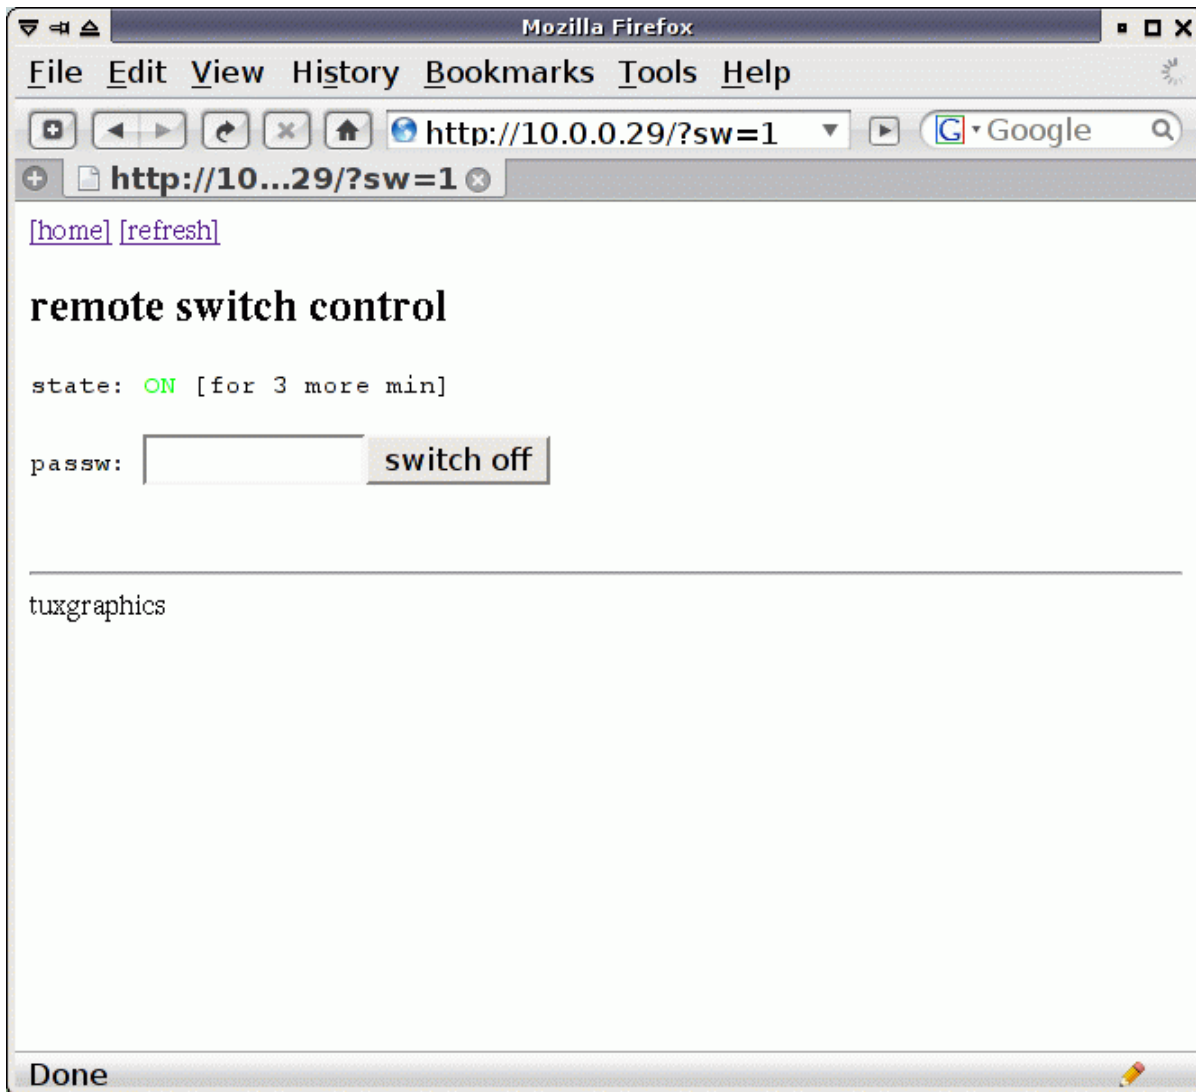 Mozilla Firefox
File Edit View History Bookmarks Tools Help
http://10.0.0.29/?sw=1 G Google
http://10...29/?sw=1
[home] [refresh]
remote switch control
state: ON [for 3 more min]
passw: switch off
tuxgraphics
Done